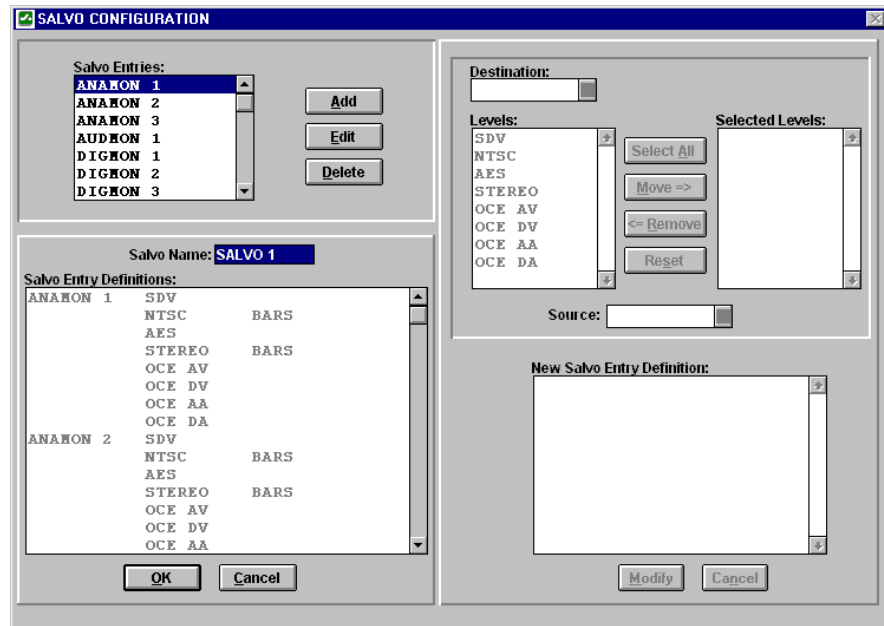 SALVO CONFIGURATION
Salvo Entries:
ANAMON 1
ANAMON 2
ANAMON 3
AUDMON 1
DIGMON 1
DIGMON 2
DIGMON 3
Add
Edit
Delete
Salvo Name: SALVO 1
Salvo Entry Definitions:
ANAMON 1 SDV
NTSC BARS
AES
STEREO BARS
OCE AV
OCE DV
OCE AA
OCE DA
ANAMON 2 SDV
NTSC BARS
AES
STEREO BARS
OCE AV
OCE DV
OCE AA
OK
Cancel
Destination:
Levels:
SDV
NTSC
AES
STEREO
OCE AV
OCE DV
OCE AA
OCE DA
Select All
Move =>
<= Remove
Reset
Selected Levels:
Source:
New Salvo Entry Definition:
Modify
Cancel